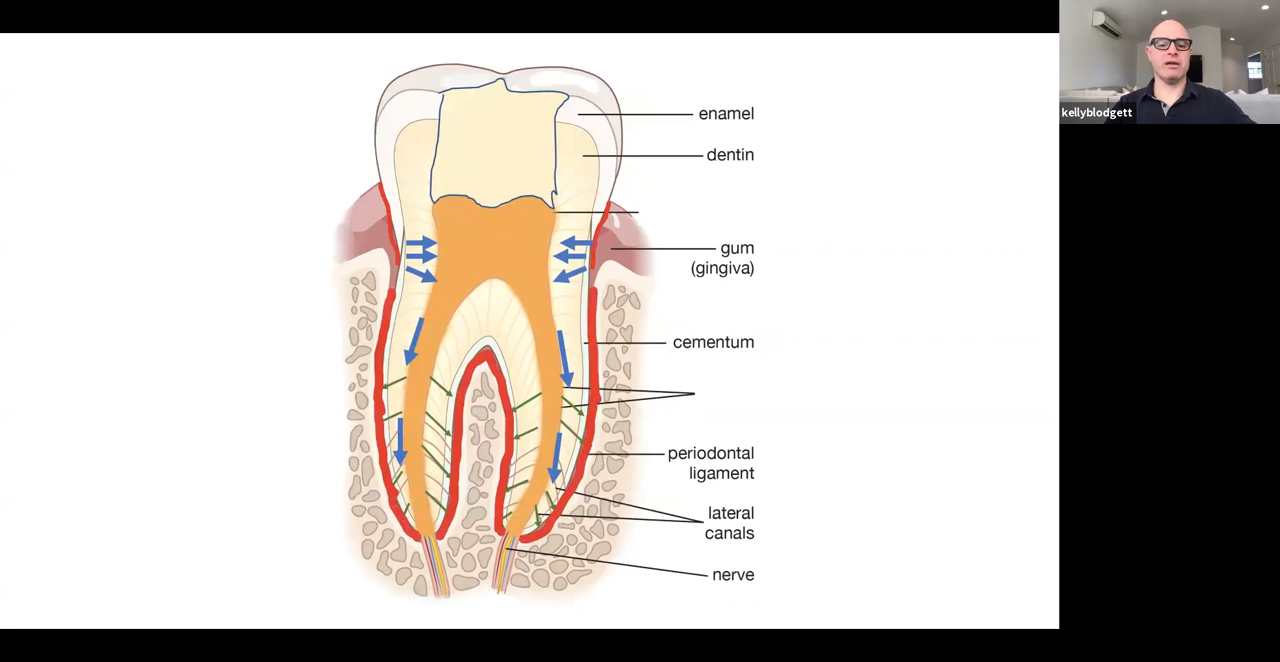 enamel
dentin
gum
(gingiva)
cementum
periodontal
ligament
lateral
canals
nerve
kellyblodgett